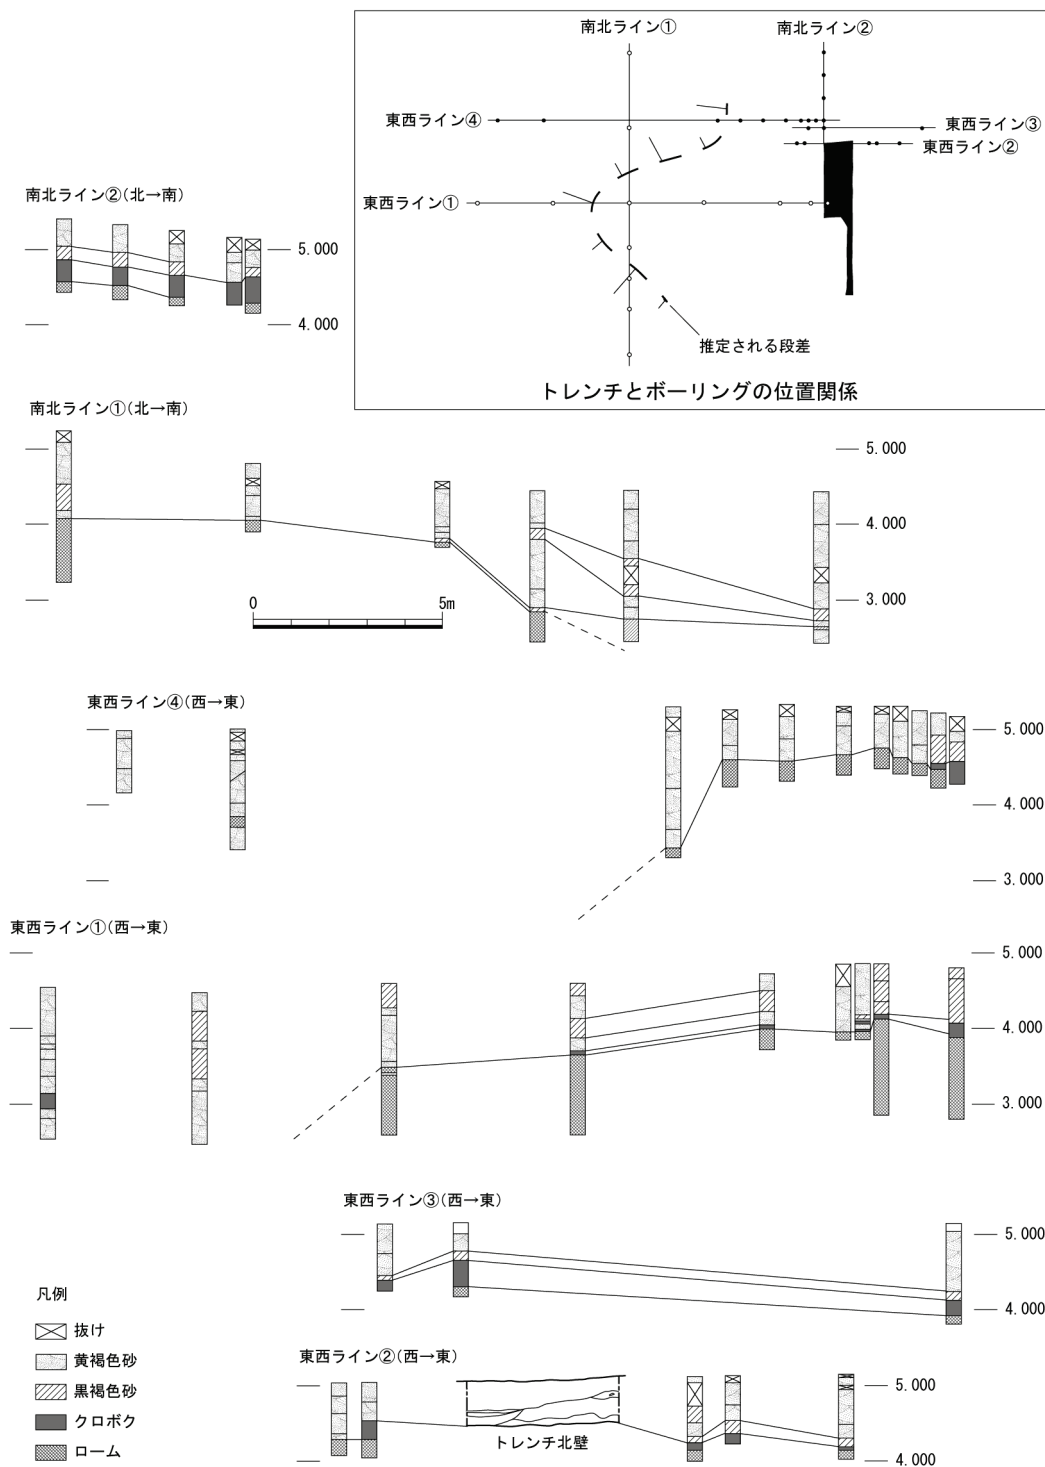 南北ライン①
南北ライン②
東西ライン④
東西ライン③
東西ライン②
東西ライン①
推定される段差
トレンチとボーリングの位置関係
南北ライン②(北→南)
5.000
4.000
南北ライン①(北→南)
5.000
4.000
3.000
0 5m
東西ライン④(西→東)
5.000
4.000
3.000
東西ライン①(西→東)
5.000
4.000
3.000
東西ライン③(西→東)
5.000
4.000
東西ライン②(西→東)
5.000
4.000
トレンチ北壁
凡例
抜け
黄褐色砂
黒褐色砂
クロボク
ローム